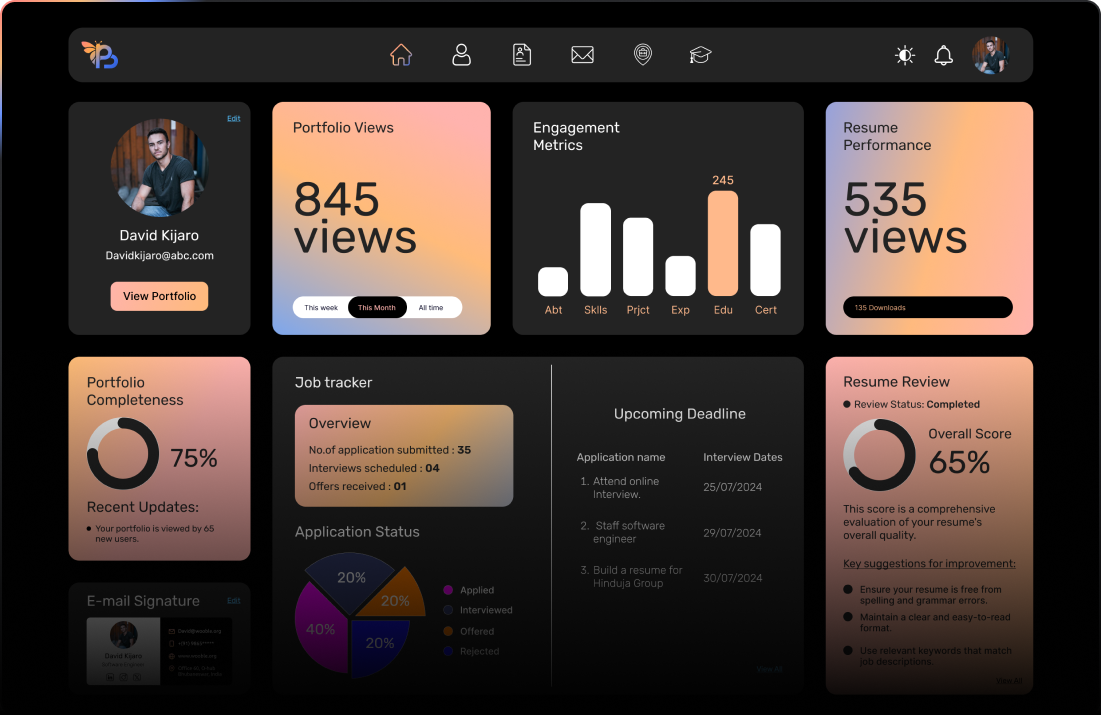 Edit
David Kijaro
Davidkijaro@abc.com
View Portfolio
Portfolio Views
845
views
This week
This Month
All time
Engagement
Metrics
245
Abt
Sklls
Prjct
Exp
Edu
Cert
Resume
Performance
535
views
135 Downloads
Portfolio
Completeness
75%
Recent Updates:
Your portfolio is viewed by 65
new users.
E-mail Signature
Edit
David Kijaro
Software Engineer
Job tracker
Overview
No.of application submitted : 35
Interviews scheduled : 04
Offers received : 01
Application Status
20%
20%
40%
20%
Applied
Interviewed
Offered
Rejected
Upcoming Deadline
Application name
Interview Dates
1. Attend online
Interview.
25/07/2024
2. Staff software
engineer
29/07/2024
3. Build a resume for
Hinduja Group
30/07/2024
View All
Resume Review
Review Status: Completed
Overall Score
65%
This score is a comprehensive
evaluation of your resume's
overall quality.
Key suggestions for improvement:
Ensure your resume is free from
spelling and grammar errors.
Maintain a clear and easy-to-read
format.
Use relevant keywords that match
job descriptions.
View All